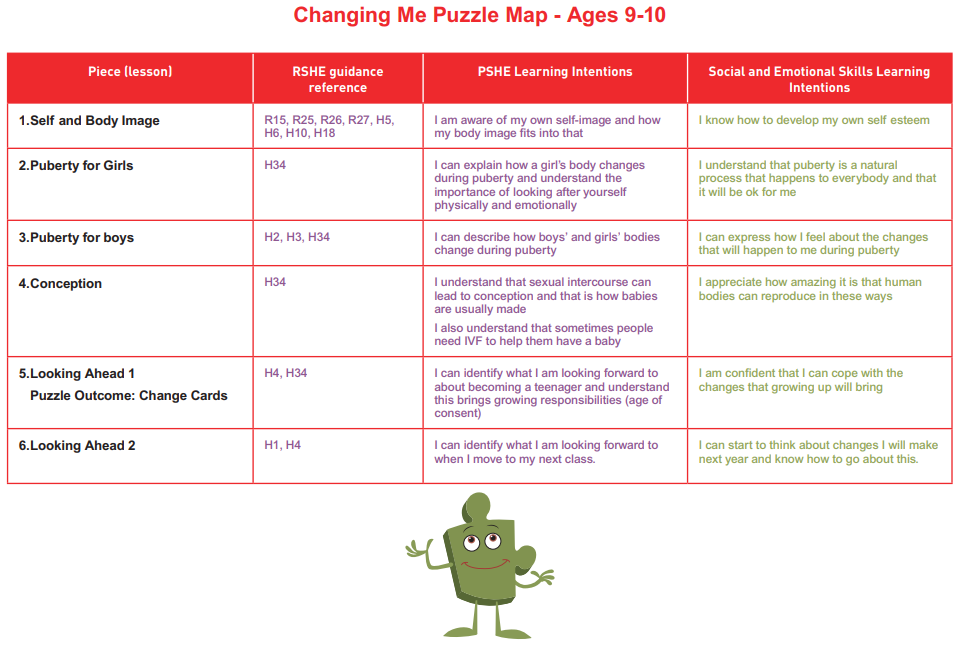 Changing Me Puzzle Map - Ages 9-10
Piece (lesson)
RSHE guidance
reference
PSHE Learning Intentions
Social and Emotional Skills Learning
Intentions
1.Self and Body Image
R15, R25, R26, R27, H5,
H6, H10, H18
I am aware of my own self-image and how
my body image fits into that
I know how to develop my own self esteem
2.Puberty for Girls
H34
I can explain how a girl's body changes
during puberty and understand the
importance of looking after yourself
physically and emotionally
I understand that puberty is a natural
process that happens to everybody and that
it will be ok for me
3.Puberty for boys
H2, H3, H34
I can describe how boys' and girls' bodies
change during puberty
I can express how I feel about the changes
that will happen to me during puberty
4.Conception
H34
I understand that sexual intercourse can
lead to conception and that is how babies
are usually made
I also understand that sometimes people
need IVF to help them have a baby
I appreciate how amazing it is that human
bodies can reproduce in these ways
5.Looking Ahead 1
Puzzle Outcome: Change Cards
H4, H34
I can identify what I am looking forward to
about becoming a teenager and understand
this brings growing responsibilities (age of
consent)
I am confident that I can cope with the
changes that growing up will bring
6.Looking Ahead 2
H1, H4
I can identify what I am looking forward to
when I move to my next class.
I can start to think about changes I will make
next year and know how to go about this.